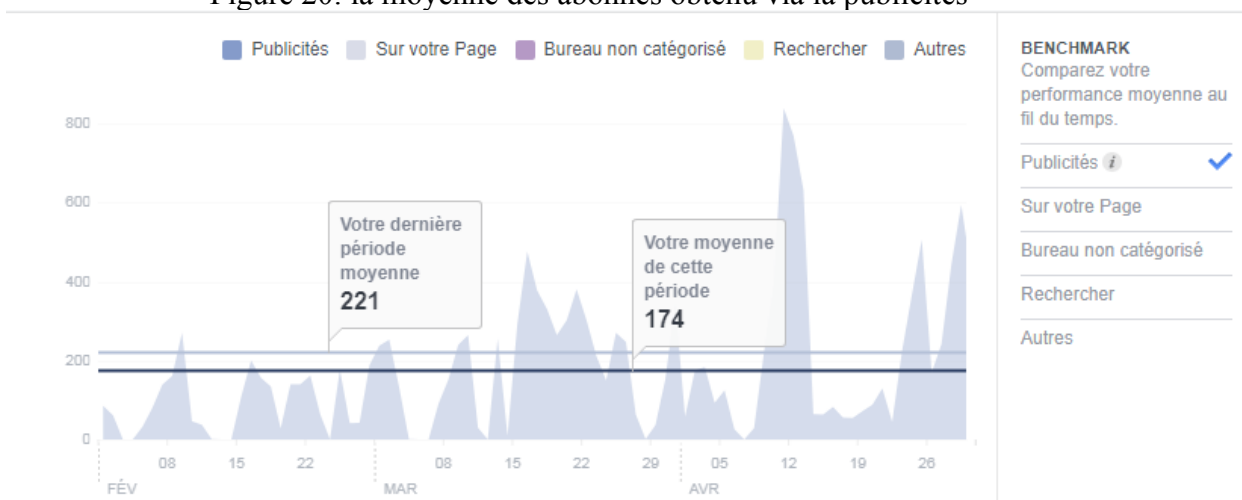 Figure 20: la moyenne des abonnés obtenu via la publicités
Publicités Sur votre Page Bureau non catégorisé Rechercher Autres
800
600
400
200
0
Votre dernière
période
moyenne
221
Votre moyenne
de cette
période
174
08 15 22 08 15 22 29 05 12 19 26
FÉV MAR AVR
BENCHMARK
Comparez votre
performance moyenne au
fil du temps.
Publicités i
Sur votre Page
Bureau non catégorisé
Rechercher
Autres